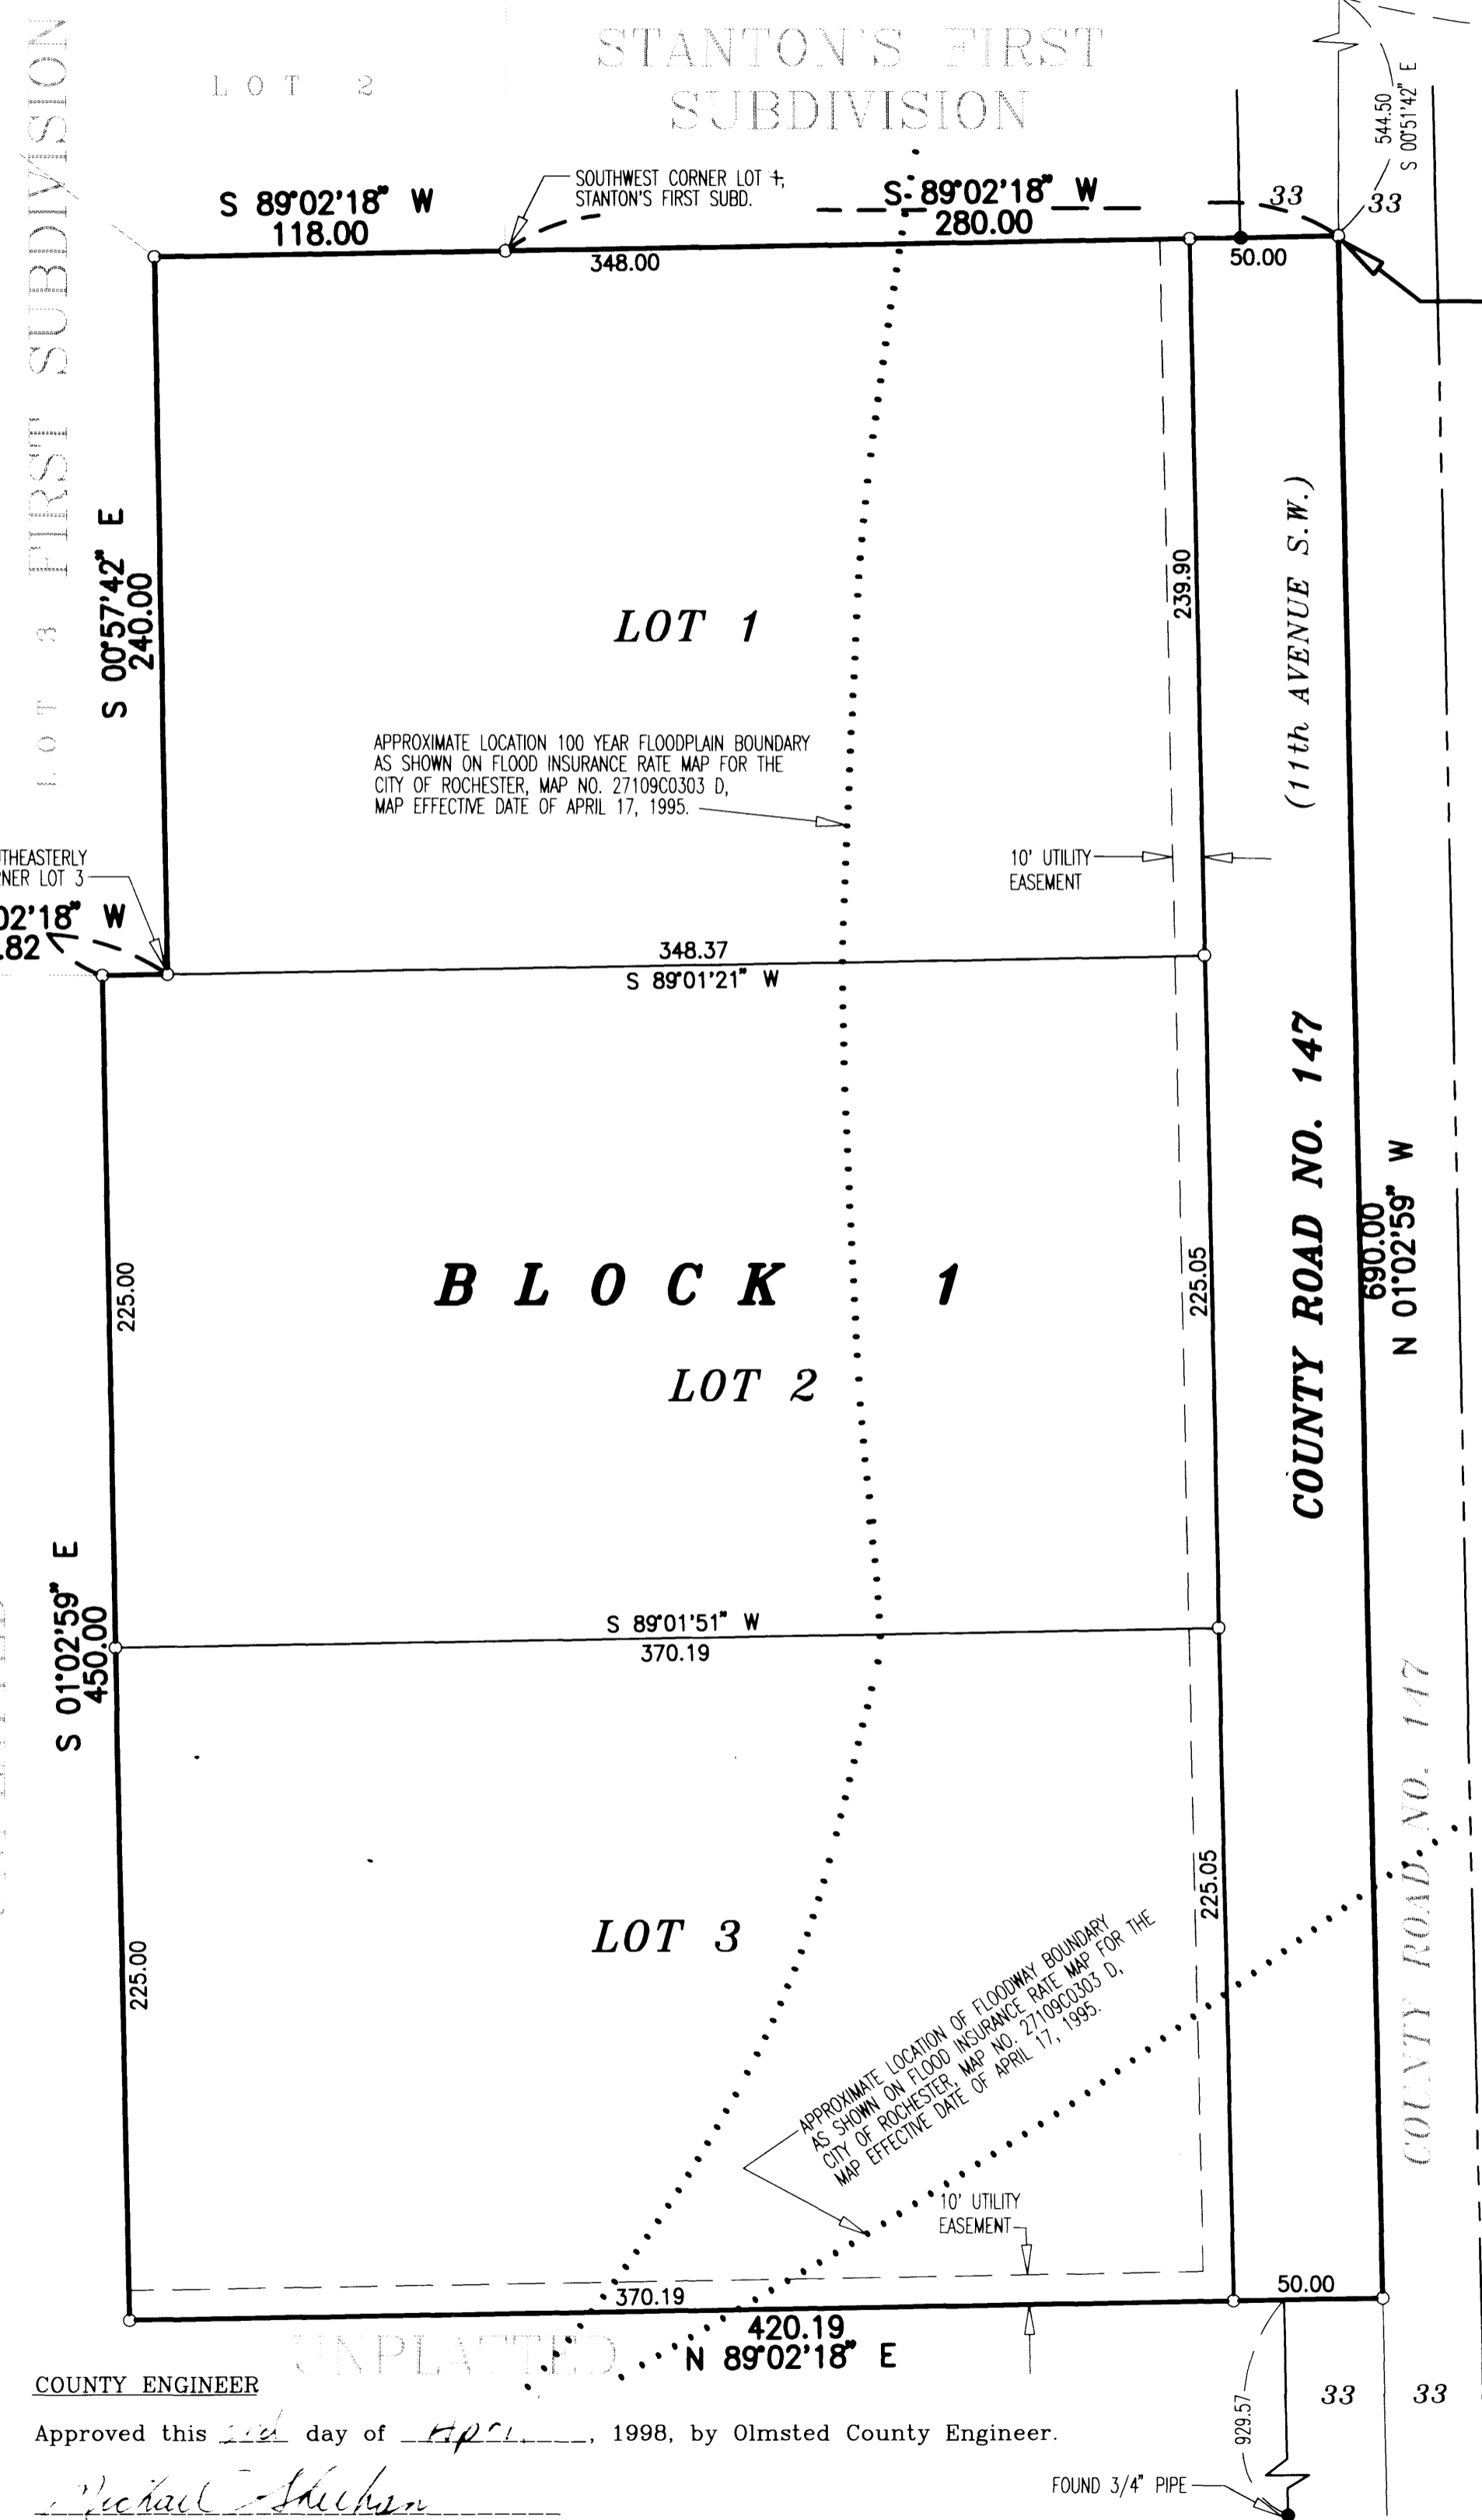 STANTON'S FIRST
SUBDIVISION
LOT 2
FIRST SUBDIVISION
LOT 3
S 89°02'18" W
118.00
SOUTHWEST CORNER LOT 1,
STANTON'S FIRST SUBD.
S 89°02'18" W
280.00
348.00
50.00
33
33
544.50
S 00°51'42" E
S 00°57'42" E
240.00
LOT 1
239.90
(11th AVENUE S.W.)
APPROXIMATE LOCATION 100 YEAR FLOODPLAIN BOUNDARY
AS SHOWN ON FLOOD INSURANCE RATE MAP FOR THE
CITY OF ROCHESTER, MAP NO. 27109C0303 D,
MAP EFFECTIVE DATE OF APRIL 17, 1995.
10' UTILITY
EASEMENT
THEASTERLY
NER LOT 3
02'18" W
.82
348.37
S 89°01'21" W
225.00
BLOCK 1
LOT 2
225.05
COUNTY ROAD NO. 147
690.00
N 01°02'59" W
S 01°02'59" E
450.00
S 89°01'51" W
370.19
225.00
LOT 3
225.05
COUNTY ROAD NO. 147
APPROXIMATE LOCATION OF FLOODWAY BOUNDARY
AS SHOWN ON FLOOD INSURANCE RATE MAP FOR THE
CITY OF ROCHESTER, MAP NO. 27109C0303 D,
MAP EFFECTIVE DATE OF APRIL 17, 1995.
10' UTILITY
EASEMENT
370.19
50.00
420.19
N 89°02'18" E
UNPLATTED
COUNTY ENGINEER
Approved this day of , 1998, by Olmsted County Engineer.
Michael Sheehan
33
33
929.57
FOUND 3/4" PIPE